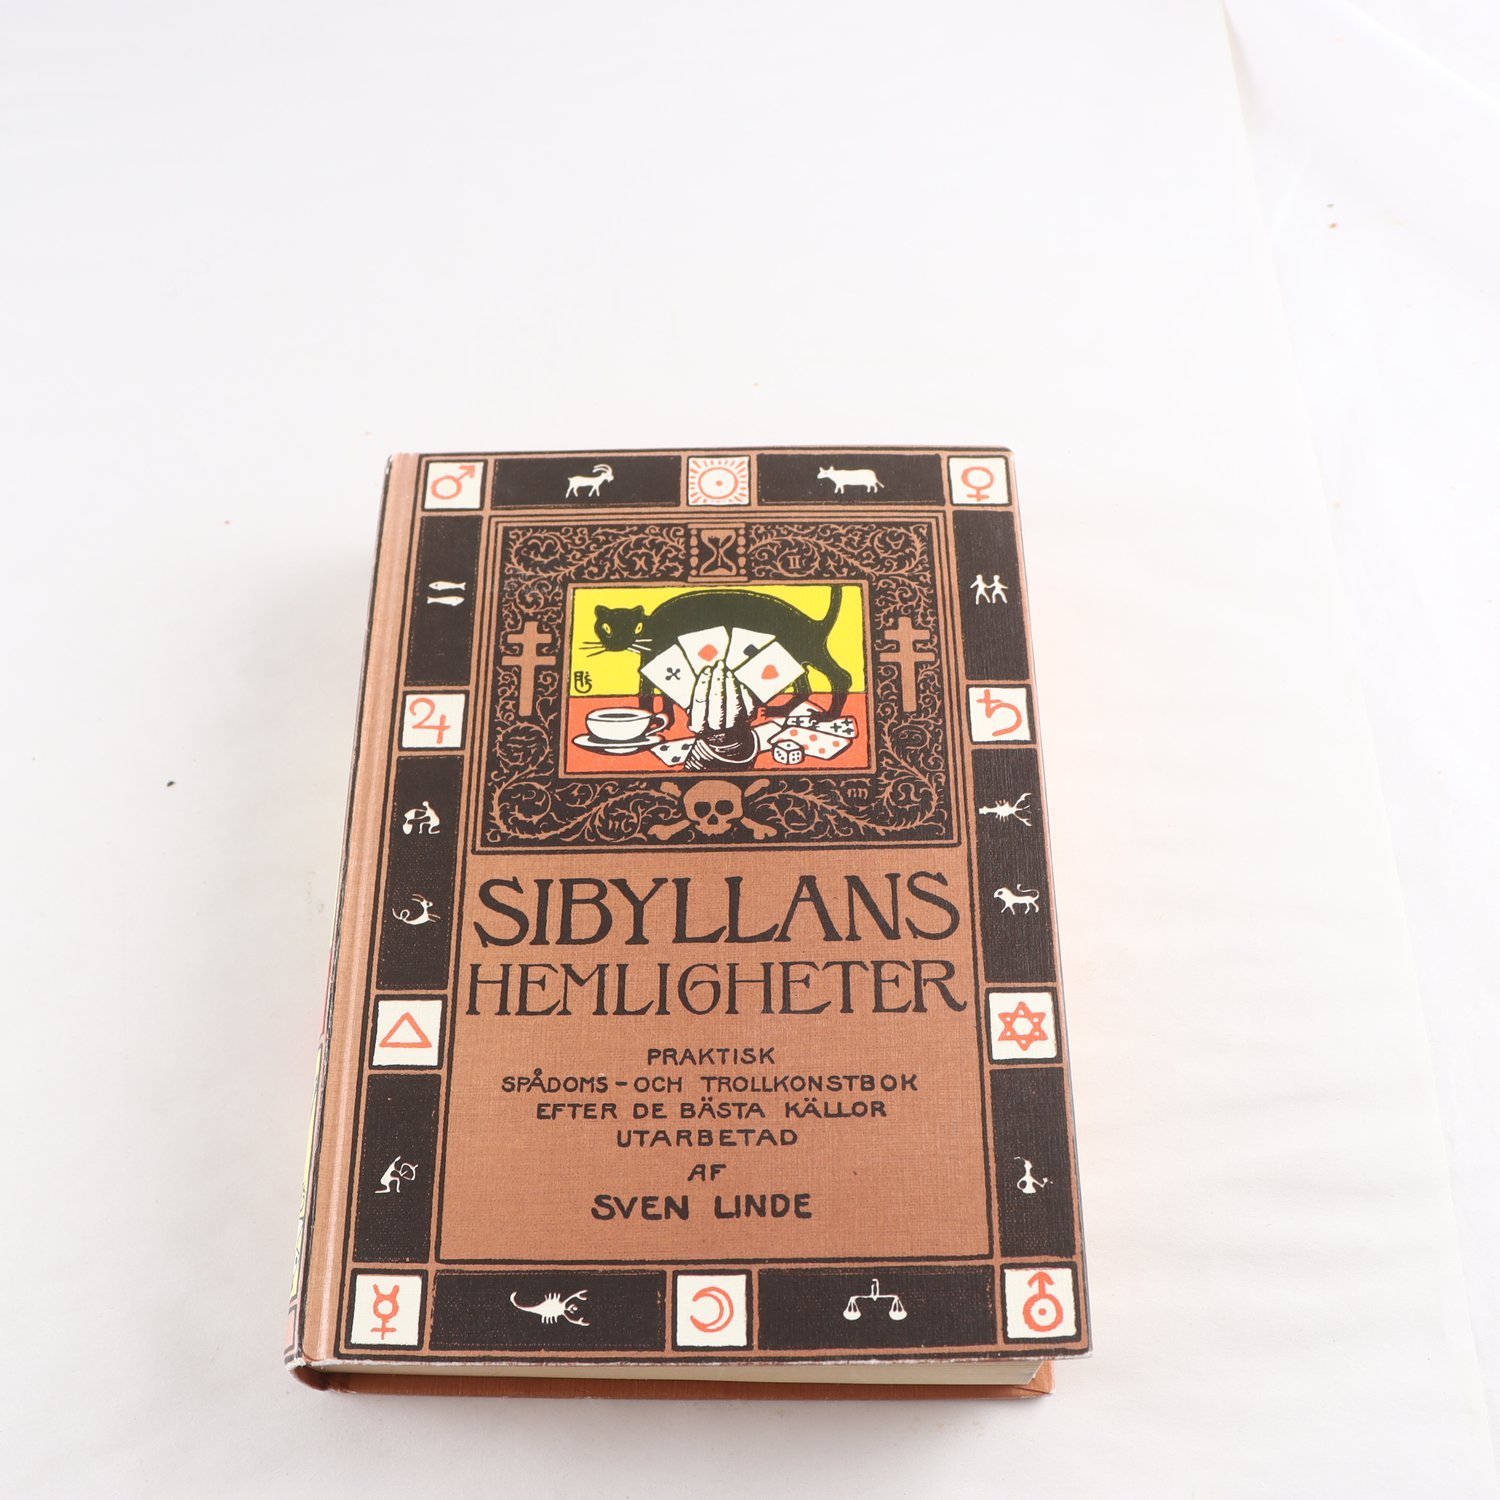 SIBYLLANS
HEMLIGHETER
PRAKTISK
SPÅDOMS-OCH TROLLKONSTBOK
EFTER DE BÄSTA KÄLLOR
UTARBETAD
AF
SVEN LINDE